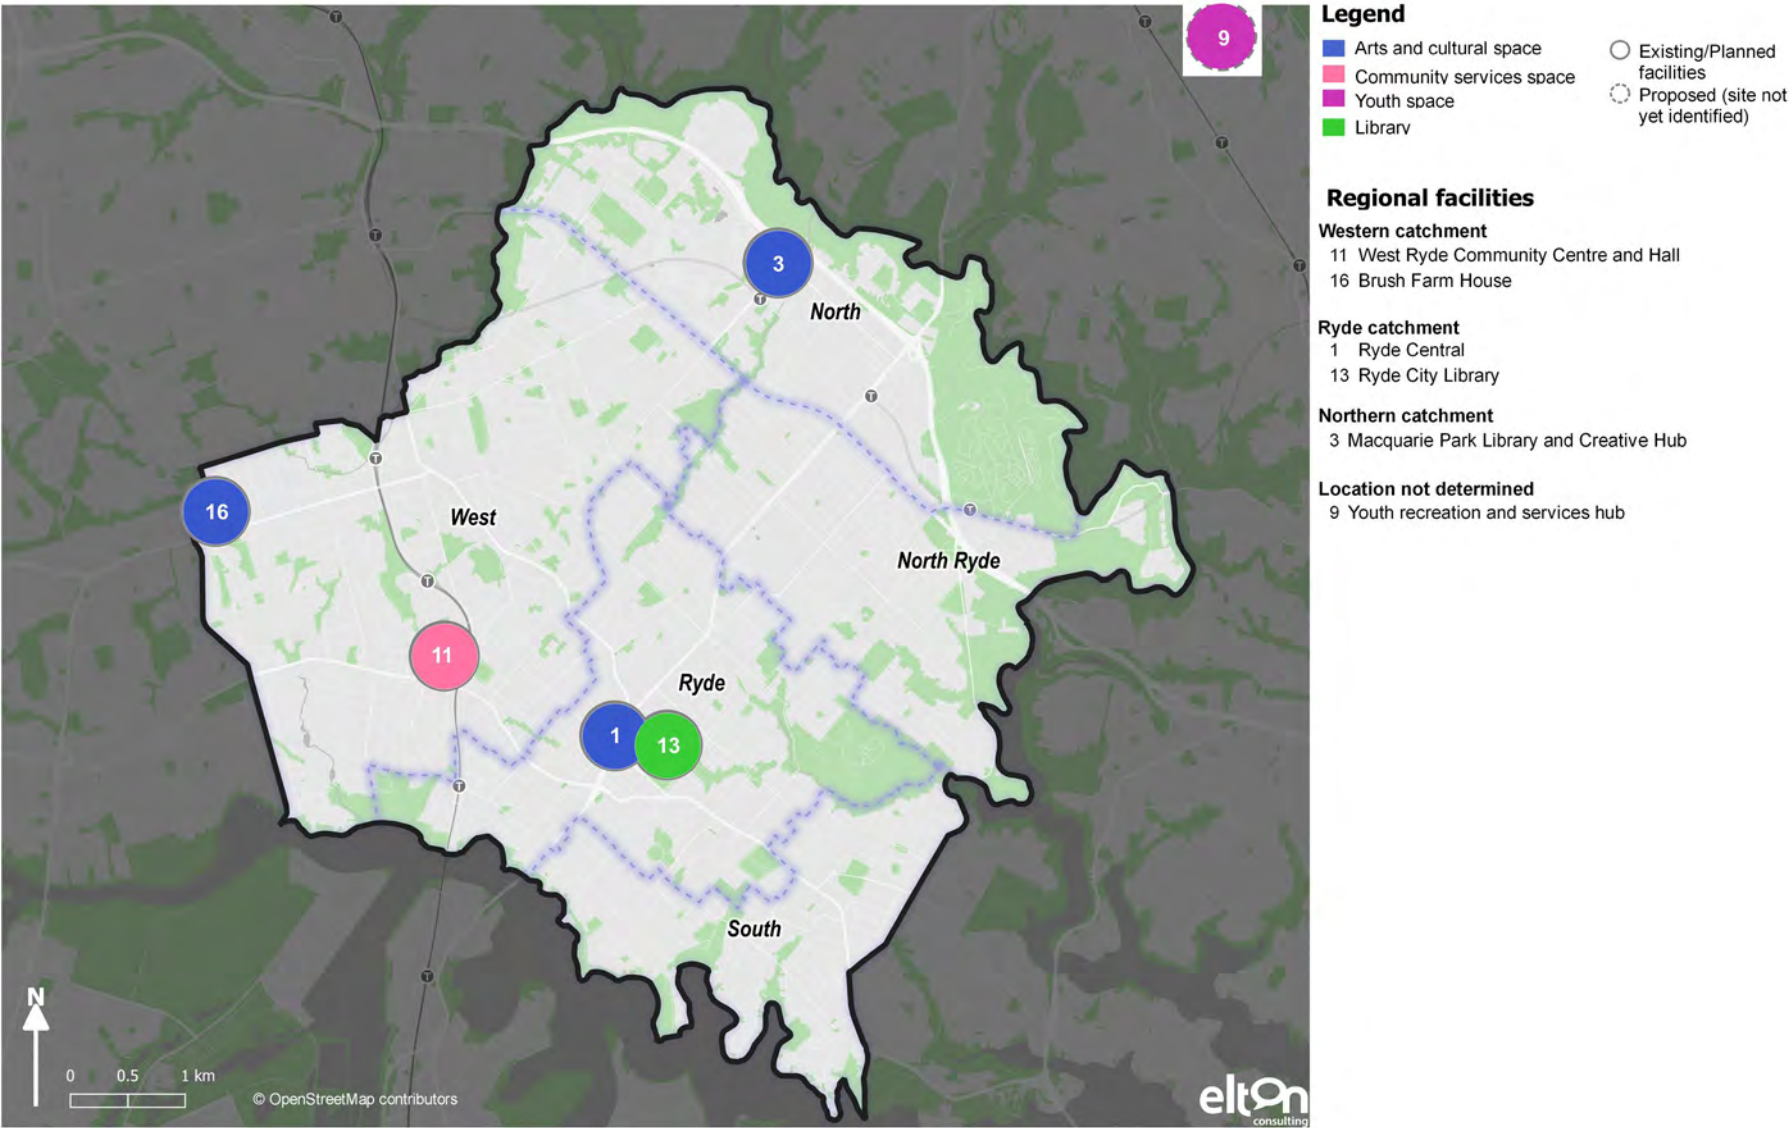 9
3
North
16
West
North Ryde
11
Ryde
1
13
South
N
0 0.5 1 km
© OpenStreetMap contributors
elton
consulting
T
T
T
T
T
T
T
T
T
T
T
T
T
Legend
Arts and cultural space
Community services space
Youth space
Library
Existing/Planned
facilities
Proposed (site not
yet identified)
Regional facilities
Western catchment
11 West Ryde Community Centre and Hall
16 Brush Farm House
Ryde catchment
1 Ryde Central
13 Ryde City Library
Northern catchment
3 Macquarie Park Library and Creative Hub
Location not determined
9 Youth recreation and services hub